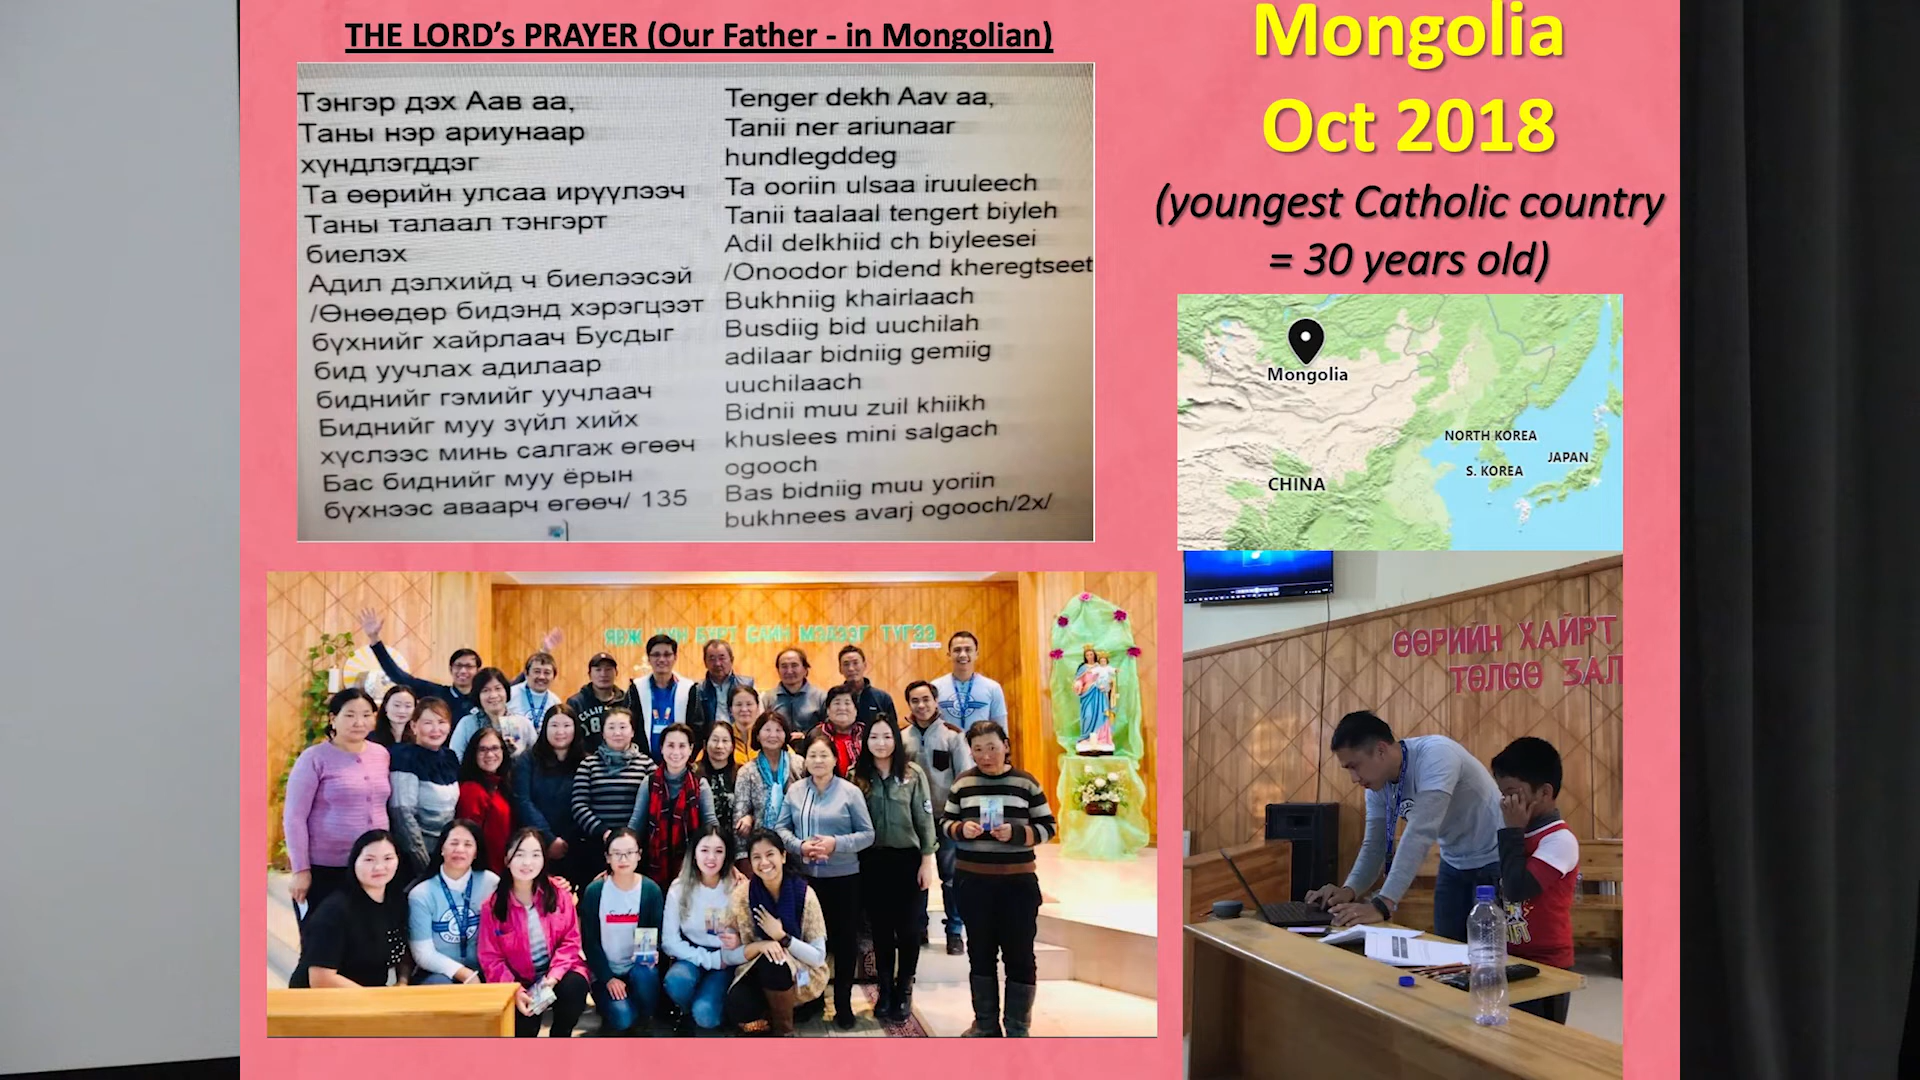 THE LORD's PRAYER (Our Father - in Mongolian)
Тэнгэр дэх Аав аа,
Таны нэр ариунаар
хүндлэгддэг
Та өөрийн улсаа ирүүлээч
Таны талаал тэнгэрт
биелэх
Адил дэлхийд ч биелээсэй
/Өнөөдөр бидэнд хэрэгцээт
бүхнийг хайрлаач Бусдыг
бид уучлах адилаар
биднийг гэмийг уучлаач
Биднийг муу зүйл хийх
хүслээс минь салгаж өгөөч
Бас биднийг муу ёрын
бүхнээс аваарч өгөөч/ 135
Tenger dekh Aav aa,
Tanii ner ariunaar
hundlegddeg
Ta ooriin ulsaa iruuleech
Tanii taalaal tengert biyleh
Adil delkhiid ch biyleesei
/Onoodor bidend kheregtseet
Bukhniig khairlaach
Busdiig bid uuchilah
adilaar bidniig gemiig
uuchilaach
Bidnii muu zuil khiikh
khuslees mini salgach
ogooch
Bas bidniig muu yoriin
bukhnees avarj ogooch/2x/
Mongolia
Oct 2018
(youngest Catholic country
= 30 years old)
Mongolia
NORTH KOREA
S. KOREA
JAPAN
CHINA
ЯВЖ БҮРТ САЙН МЭДЭЭГ ТҮГЭЭ
ӨӨРИЙН ХАЙРТ
ТӨЛӨӨ ЗАЛ